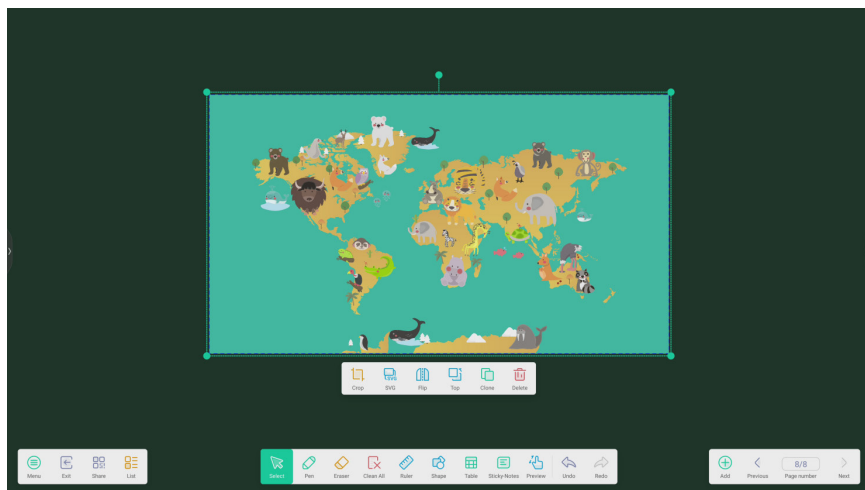 Crop SVG Flip Top Clone Delete
Menu Exit Share List Select Pen Eraser Clean All Ruler Shape Table Sticky-Notes Preview Undo Redo Add Previous 8/8 Page number Next